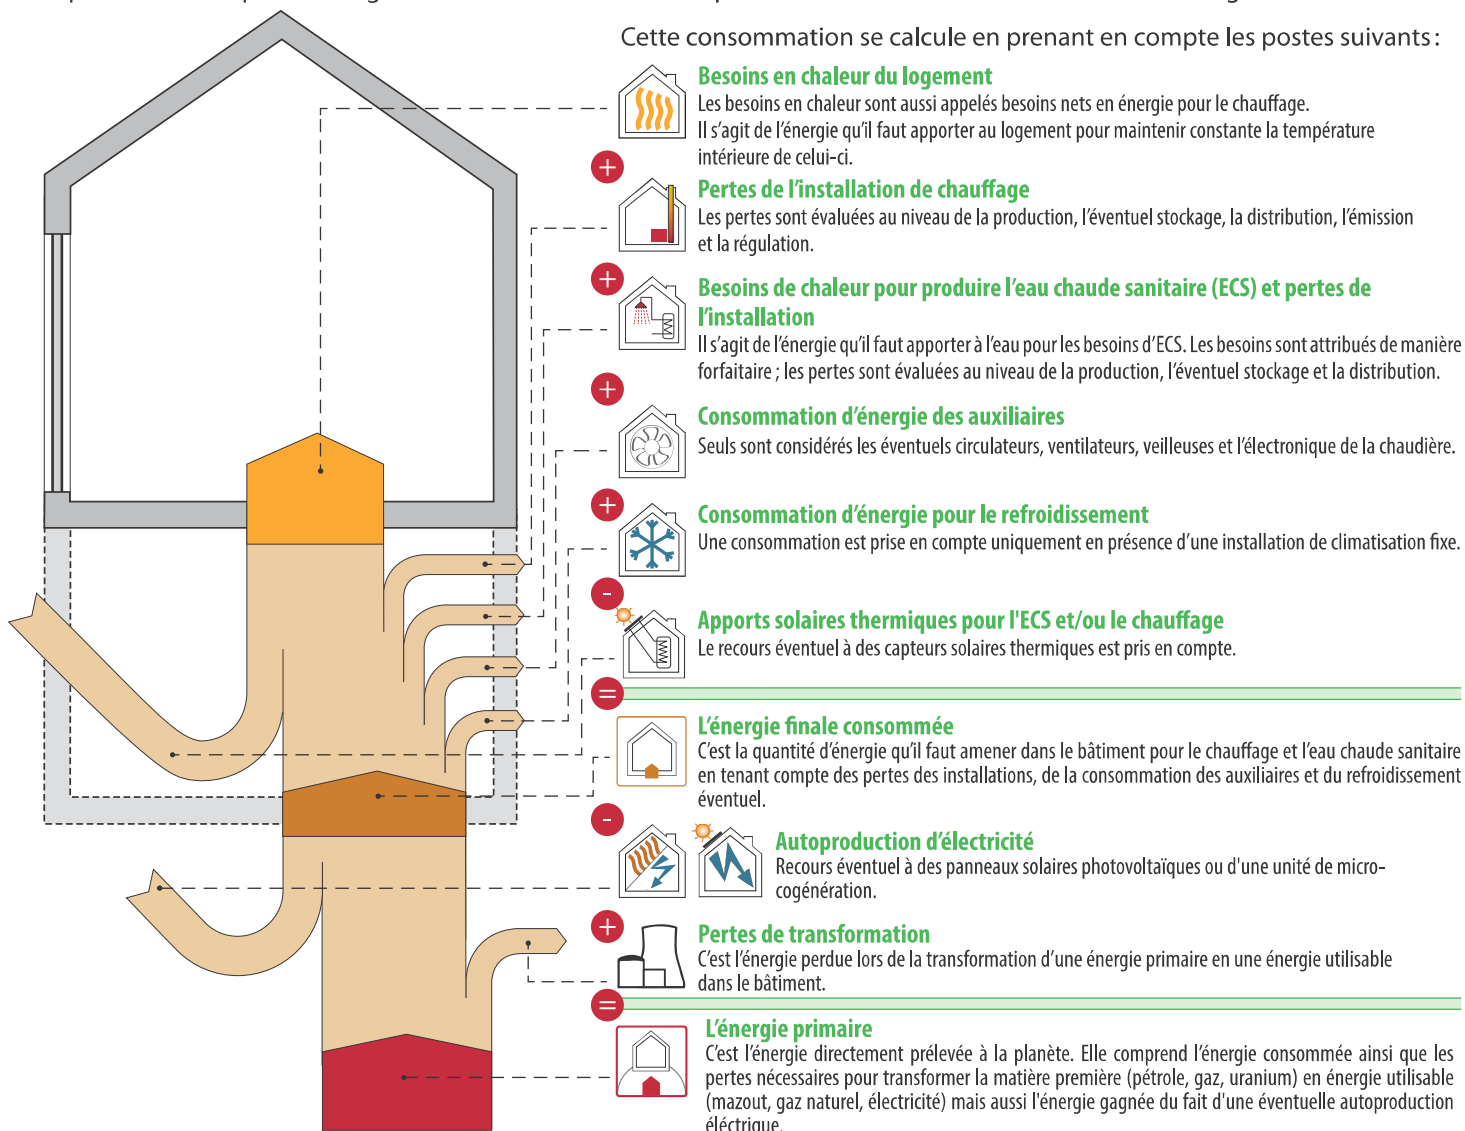 Cette consommation se calcule en prenant en compte les postes suivants :
Besoins en chaleur du logement
Les besoins en chaleur sont aussi appelés besoins nets en énergie pour le chauffage.
Il s'agit de l'énergie qu'il faut apporter au logement pour maintenir constante la température
intérieure de celui-ci.
+
Pertes de l'installation de chauffage
Les pertes sont évaluées au niveau de la production, l'éventuel stockage, la distribution, l'émission
et la régulation.
+
Besoins de chaleur pour produire l'eau chaude sanitaire (ECS) et pertes de
l'installation
Il s'agit de l'énergie qu'il faut apporter à l'eau pour les besoins d'ECS. Les besoins sont attribués de manière
forfaitaire ; les pertes sont évaluées au niveau de la production, l'éventuel stockage et la distribution.
+
Consommation d'énergie des auxiliaires
Seuls sont considérés les éventuels circulateurs, ventilateurs, veilleuses et l'électronique de la chaudière.
+
Consommation d'énergie pour le refroidissement
Une consommation est prise en compte uniquement en présence d'une installation de climatisation fixe.
-
Apports solaires thermiques pour l'ECS et/ou le chauffage
Le recours éventuel à des capteurs solaires thermiques est pris en compte.
=
L'énergie finale consommée
C'est la quantité d'énergie qu'il faut amener dans le bâtiment pour le chauffage et l'eau chaude sanitaire
en tenant compte des pertes des installations, de la consommation des auxiliaires et du refroidissement
éventuel.
-
Autoproduction d'électricité
Recours éventuel à des panneaux solaires photovoltaïques ou d'une unité de micro-
cogénération.
+
Pertes de transformation
C'est l'énergie perdue lors de la transformation d'une énergie primaire en une énergie utilisable
dans le bâtiment.
=
L'énergie primaire
C'est l'énergie directement prélevée à la planète. Elle comprend l'énergie consommée ainsi que les
pertes nécessaires pour transformer la matière première (pétrole, gaz, uranium) en énergie utilisable
(mazout, gaz naturel, électricité) mais aussi l'énergie gagnée du fait d'une éventuelle autoproduction
éléctrique.